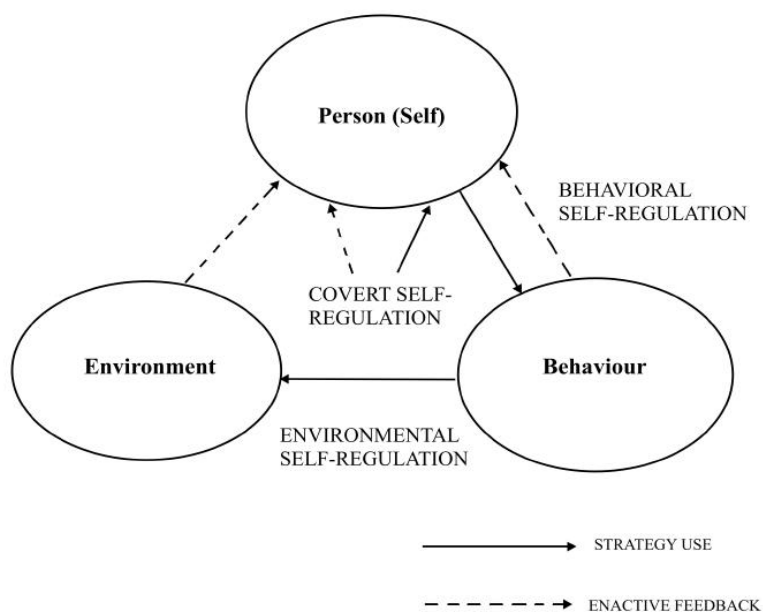 Person (Self)
BEHAVIORAL
SELF-REGULATION
COVERT SELF-
REGULATION
Environment
Behaviour
ENVIRONMENTAL
SELF-REGULATION
STRATEGY USE
ENACTIVE FEEDBACK